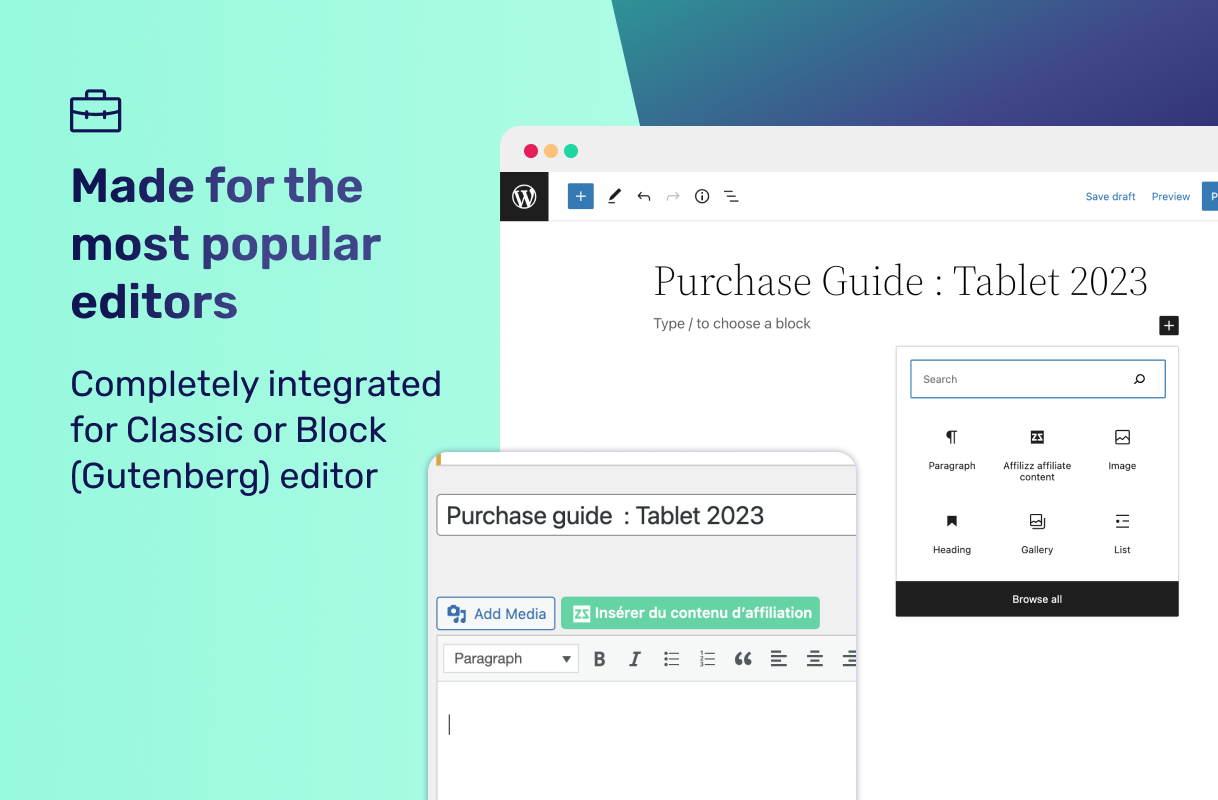 Made for the
most popular
editors
Completely integrated
for Classic or Block
(Gutenberg) editor
Save draft
Preview
P
Purchase Guide : Tablet 2023
Type / to choose a block
Search
Paragraph
Affilizz affiliate
content
Image
Heading
Gallery
List
Browse all
Purchase guide : Tablet 2023
Add Media
Insérer du contenu d'affiliation
Paragraph